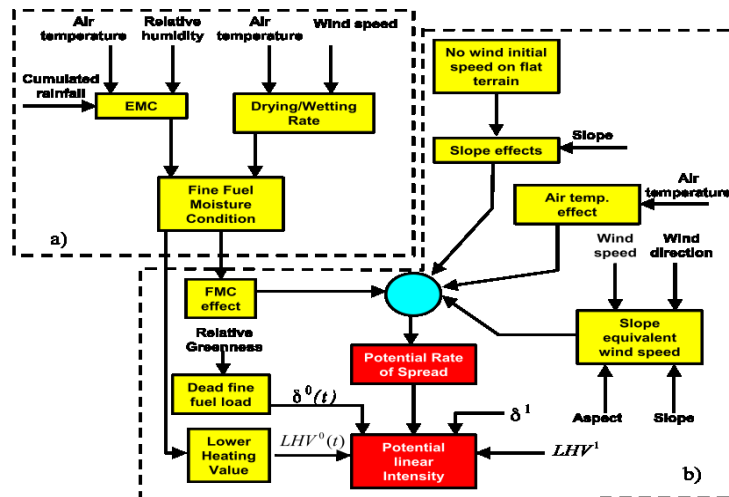 Air
temperature
Relative
humidity
Air
temperature
Wind speed
Cumulated
rainfall
EMC
Drying/Wetting
Rate
Fine Fuel
Moisture
Condition
a)
No wind initial
speed on flat
terrain
Slope
Slope effects
Air
temperature
Air temp.
effect
Wind
speed
Wind
direction
FMC
effect
Slope
equivalent
wind speed
Relative
Greenness
Potential Rate
of Spread
Dead fine
fuel load
δ⁰(t)
δ¹
Aspect
Slope
Lower
Heating
Value
LHV⁰(t)
Potential
linear
Intensity
LHV¹
b)